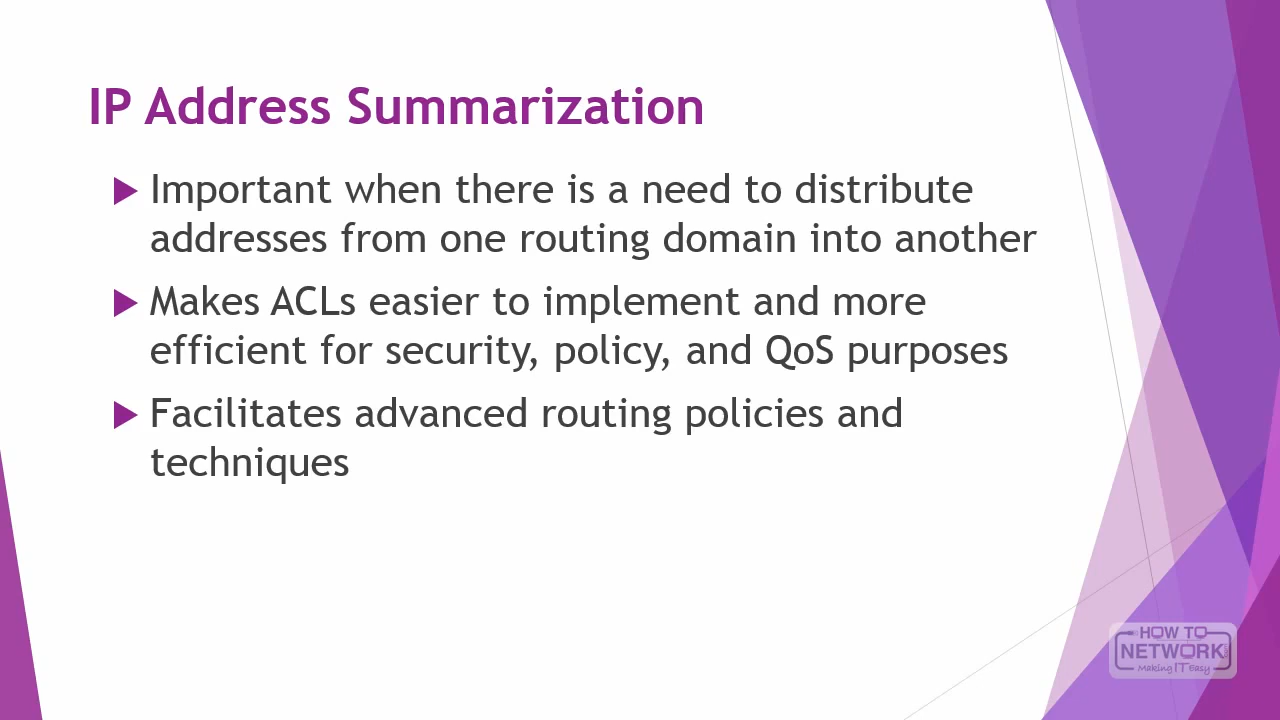 IP Address Summarization
Important when there is a need to distribute
addresses from one routing domain into another
Makes ACLs easier to implement and more
efficient for security, policy, and QoS purposes
Facilitates advanced routing policies and
techniques
HOW TO
NETWORK
Making IT Easy